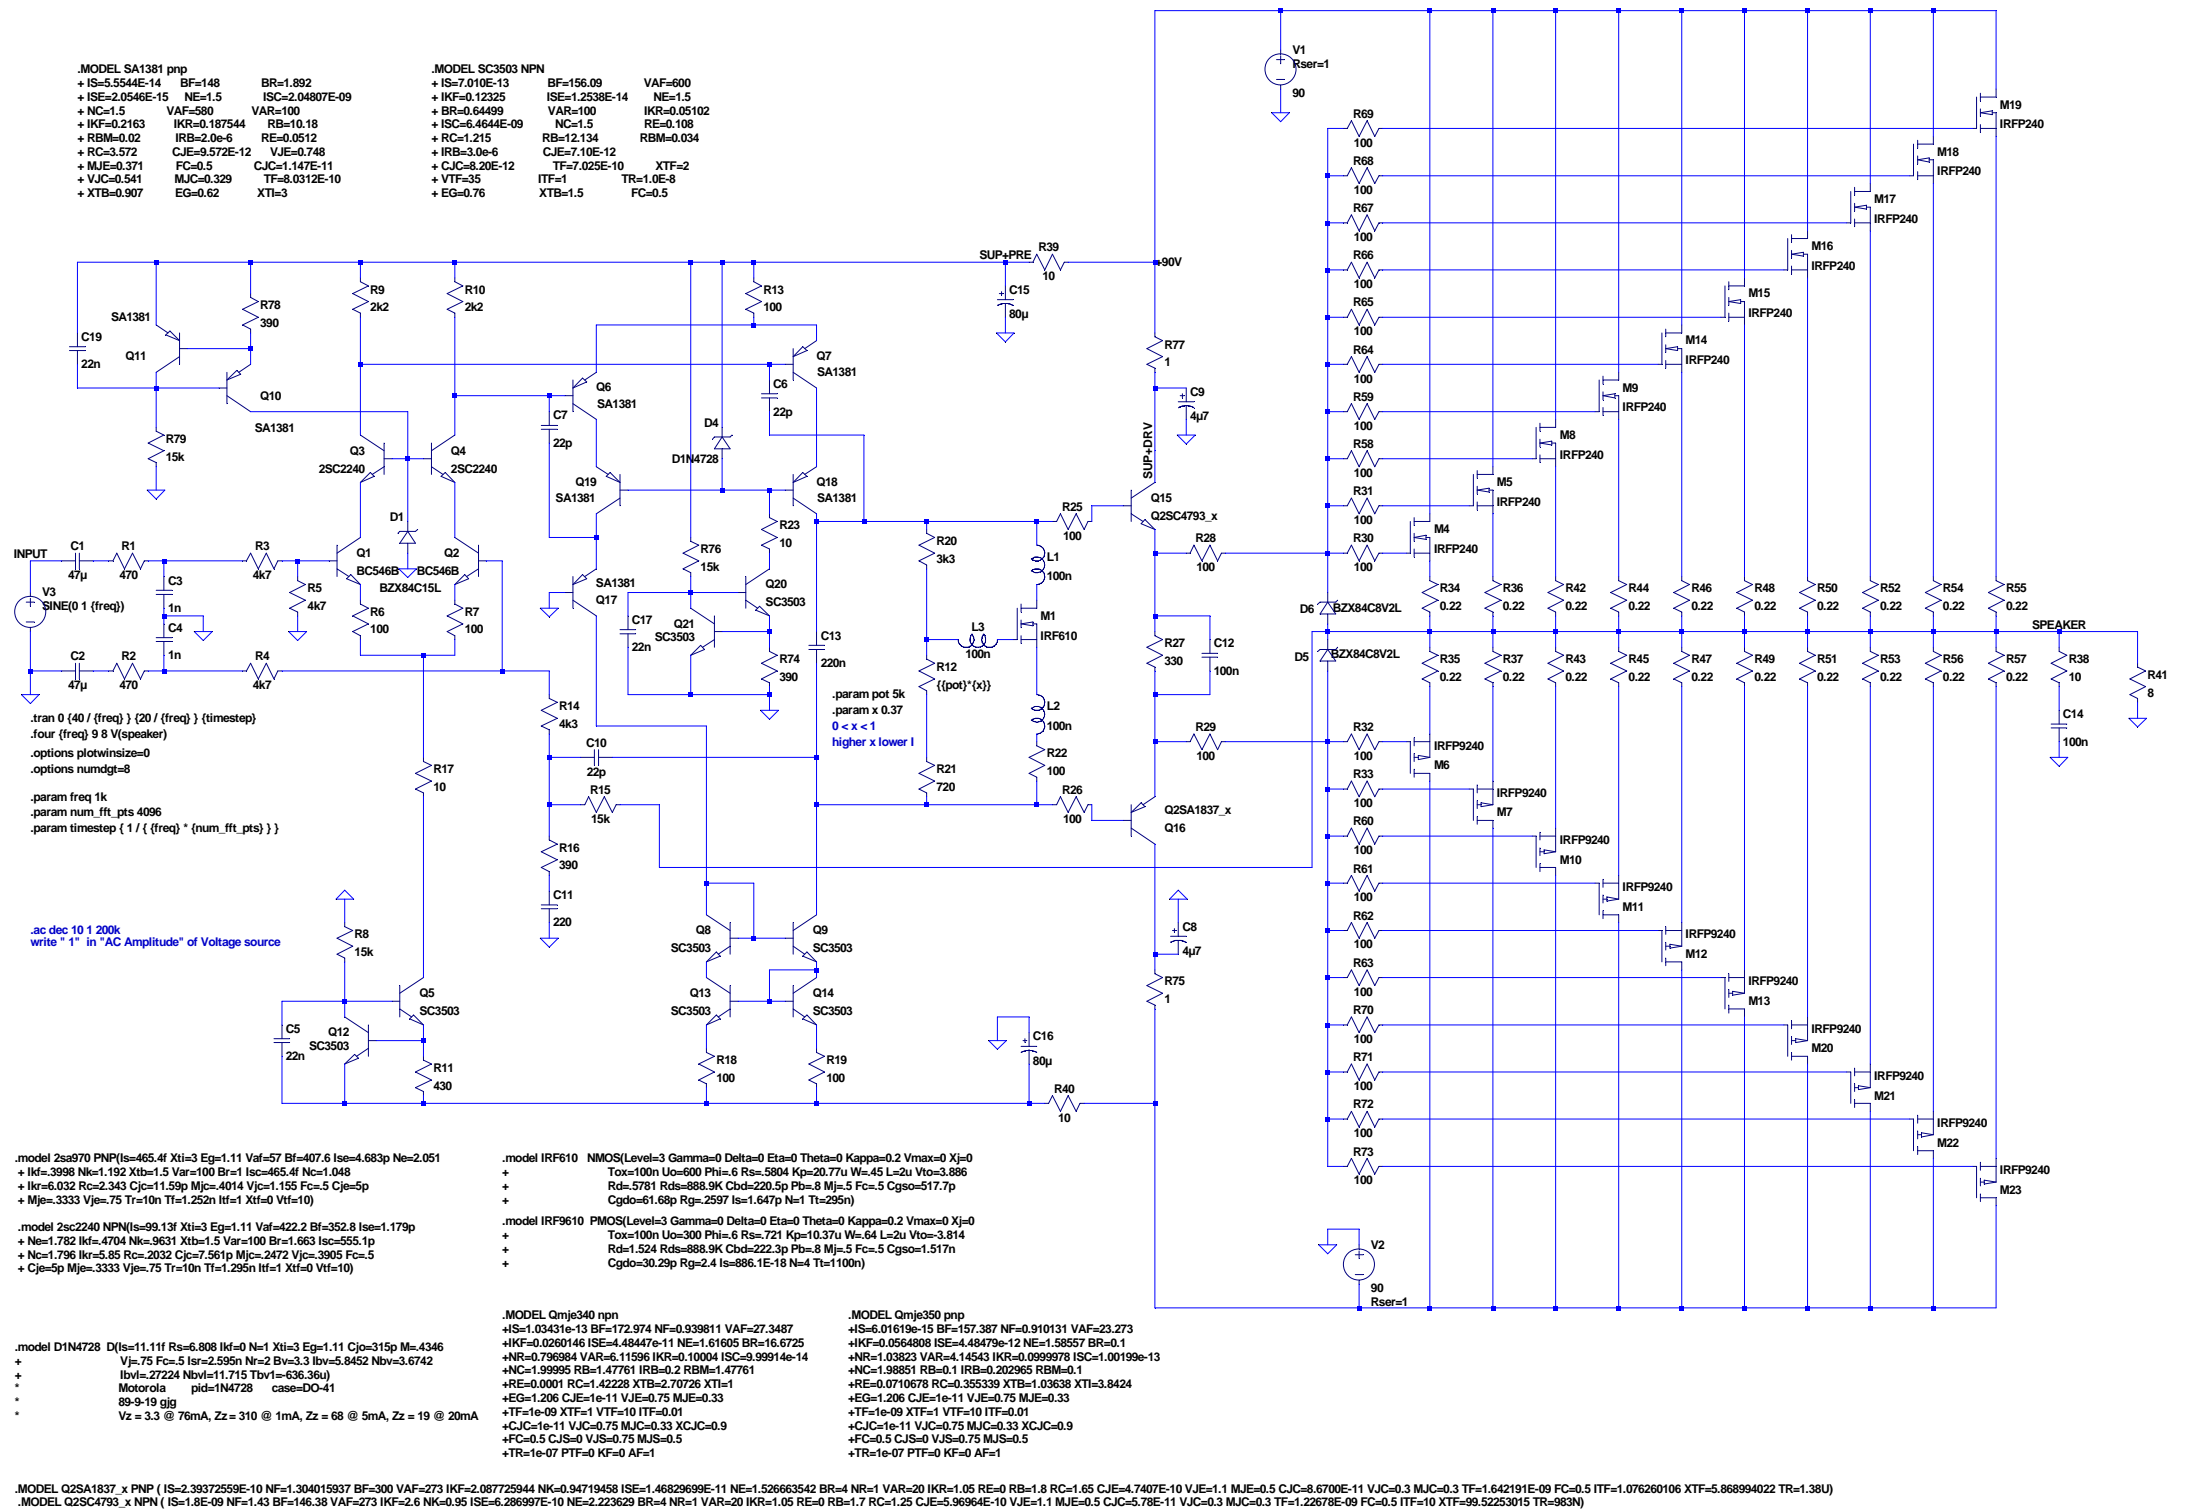 .MODEL SA1381 pnp
+ IS=5.5544E-14 BF=148 BR=1.892
+ ISE=2.0546E-15 NE=1.5 ISC=2.04807E-09
+ NC=1.5 VAF=580 VAR=100
+ IKF=0.2163 IKR=0.187544 RB=10.18
+ RBM=0.02 IRB=2.0e-6 RE=0.0512
+ RC=3.572 CJE=9.572E-12 VJE=0.748
+ MJE=0.371 FC=0.5 CJC=1.147E-11
+ VJC=0.541 MJC=0.329 TF=8.0312E-10
+ XTB=0.907 EG=0.62 XTI=3
.MODEL SC3503 NPN
+ IS=7.010E-13 BF=156.09 VAF=600
+ IKF=0.12325 ISE=1.2538E-14 NE=1.5
+ BR=0.64499 VAR=100 IKR=0.05102
+ ISC=6.4644E-09 NC=1.5 RE=0.108
+ RC=1.215 RB=12.134 RBM=0.034
+ IRB=3.0e-6 CJE=7.10E-12
+ CJC=8.20E-12 TF=7.025E-10 XTF=2
+ VTF=35 ITF=1 TR=1.0E-8
+ EG=0.76 XTB=1.5 FC=0.5
V1
Rser=1
90
SUP+PRE
R39
10
+90V
C15
80µ
R9
2k2
R10
2k2
R13
100
R78
390
SA1381
Q11
C19
22n
Q10
SA1381
R79
15k
Q3
2SC2240
Q4
2SC2240
D1
BZX84C15L
Q6
SA1381
C7
22p
Q7
SA1381
C6
22p
D4
D1N4728
Q19
SA1381
Q18
SA1381
R77
1
C9
4µ7
SUP+DRV
Q15
Q2SC4793_x
R25
100
R23
10
R76
15k
Q20
SC3503
SA1381
Q17
C17
22n
Q21
SC3503
R74
390
C13
220n
R20
3k3
L1
100n
M1
IRF610
L3
100n
R12
{{pot}*{x}}
L2
100n
R22
100
R21
720
R26
100
R28
100
R27
330
C12
100n
R29
100
Q2SA1837_x
Q16
.param pot 5k
.param x 0.37
0 < x < 1
higher x lower I
INPUT
C1
47µ
R1
470
R3
4k7
V3
SINE(0 1 {freq})
C3
1n
C4
1n
R5
4k7
Q1
BC546B
Q2
BC546B
R6
100
R7
100
C2
47µ
R2
470
R4
4k7
R14
4k3
C10
22p
R15
15k
R16
390
C11
220
R17
10
.tran 0 {40 / {freq} } {20 / {freq} } {timestep}
.four {freq} 9 8 V(speaker)
.options plotwinsize=0
.options numdgt=8
.param freq 1k
.param num_fft_pts 4096
.param timestep { 1 / { {freq} * {num_fft_pts} } }
.ac dec 10 1 200k
write " 1" in "AC Amplitude" of Voltage source
R8
15k
Q5
SC3503
C5
22n
Q12
SC3503
R11
430
Q8
SC3503
Q9
SC3503
Q13
SC3503
Q14
SC3503
R18
100
R19
100
C16
80µ
R40
10
C8
4µ7
R75
1
R69
100
R68
100
R67
100
R66
100
R65
100
R64
100
R59
100
R58
100
R31
100
R30
100
M19
IRFP240
M18
IRFP240
M17
IRFP240
M16
IRFP240
M15
IRFP240
M14
IRFP240
M9
IRFP240
M8
IRFP240
M5
IRFP240
M4
IRFP240
D6
BZX84C8V2L
D5
BZX84C8V2L
R34
0.22
R36
0.22
R42
0.22
R44
0.22
R46
0.22
R48
0.22
R50
0.22
R52
0.22
R54
0.22
R55
0.22
SPEAKER
R35
0.22
R37
0.22
R43
0.22
R45
0.22
R47
0.22
R49
0.22
R51
0.22
R53
0.22
R56
0.22
R57
0.22
R38
10
R41
8
C14
100n
R32
100
R33
100
R60
100
R61
100
R62
100
R63
100
R70
100
R71
100
R72
100
R73
100
IRFP9240
M6
IRFP9240
M7
IRFP9240
M10
IRFP9240
M11
IRFP9240
M12
IRFP9240
M13
IRFP9240
M20
IRFP9240
M21
IRFP9240
M22
IRFP9240
M23
V2
90
Rser=1
.model 2sa970 PNP(Is=465.4f Xti=3 Eg=1.11 Vaf=57 Bf=407.6 Ise=4.683p Ne=2.051
+ Ikf=.3998 Nk=1.192 Xtb=1.5 Var=100 Br=1 Isc=465.4f Nc=1.048
+ Ikr=6.032 Rc=2.343 Cjc=11.59p Mjc=.4014 Vjc=1.155 Fc=.5 Cje=5p
+ Mje=.3333 Vje=.75 Tr=10n Tf=1.252n Itf=1 Xtf=0 Vtf=10)
.model 2sc2240 NPN(Is=99.13f Xti=3 Eg=1.11 Vaf=422.2 Bf=352.8 Ise=1.179p
+ Ne=1.782 Ikf=.4704 Nk=.9631 Xtb=1.5 Var=100 Br=1.663 Isc=555.1p
+ Nc=1.796 Ikr=5.85 Rc=.2032 Cjc=7.561p Mjc=.2472 Vjc=.3905 Fc=.5
+ Cje=5p Mje=.3333 Vje=.75 Tr=10n Tf=1.295n Itf=1 Xtf=0 Vtf=10)
.model IRF610 NMOS(Level=3 Gamma=0 Delta=0 Eta=0 Theta=0 Kappa=0.2 Vmax=0 Xj=0
+ Tox=100n Uo=600 Phi=.6 Rs=.5804 Kp=20.77u W=.45 L=2u Vto=3.886
+ Rd=.5781 Rds=888.9K Cbd=220.5p Pb=.8 Mj=.5 Fc=.5 Cgso=517.7p
+ Cgdo=61.68p Rg=.2597 Is=1.647p N=1 Tt=295n)
.model IRF9610 PMOS(Level=3 Gamma=0 Delta=0 Eta=0 Theta=0 Kappa=0.2 Vmax=0 Xj=0
+ Tox=100n Uo=300 Phi=.6 Rs=.721 Kp=10.37u W=.64 L=2u Vto=-3.814
+ Rd=1.524 Rds=888.9K Cbd=222.3p Pb=.8 Mj=.5 Fc=.5 Cgso=1.517n
+ Cgdo=30.29p Rg=2.4 Is=886.1E-18 N=4 Tt=1100n)
.model D1N4728 D(Is=11.11f Rs=6.808 Ikf=0 N=1 Xti=3 Eg=1.11 Cjo=315p M=.4346
+ Vj=.75 Fc=.5 Isr=2.595n Nr=2 Bv=3.3 Ibv=5.8452 Nbv=3.6742
+ Ibvl=.27224 Nbvl=11.715 Tbv1=-636.36u)
* Motorola pid=1N4728 case=DO-41
* 89-9-19 gjg
* Vz = 3.3 @ 76mA, Zz = 310 @ 1mA, Zz = 68 @ 5mA, Zz = 19 @ 20mA
.MODEL Qmje340 npn
+IS=1.03431e-13 BF=172.974 NF=0.939811 VAF=27.3487
+IKF=0.0260146 ISE=4.48447e-11 NE=1.61605 BR=16.6725
+NR=0.796984 VAR=6.11596 IKR=0.10004 ISC=9.99914e-14
+NC=1.99995 RB=1.47761 IRB=0.2 RBM=1.47761
+RE=0.0001 RC=1.42228 XTB=2.70726 XTI=1
+EG=1.206 CJE=1e-11 VJE=0.75 MJE=0.33
+TF=1e-09 XTF=1 VTF=10 ITF=0.01
+CJC=1e-11 VJC=0.75 MJC=0.33 XCJC=0.9
+FC=0.5 CJS=0 VJS=0.75 MJS=0.5
+TR=1e-07 PTF=0 KF=0 AF=1
.MODEL Qmje350 pnp
+IS=6.01619e-15 BF=157.387 NF=0.910131 VAF=23.273
+IKF=0.0564808 ISE=4.48479e-12 NE=1.58557 BR=0.1
+NR=1.03823 VAR=4.14543 IKR=0.0999978 ISC=1.00199e-13
+NC=1.98851 RB=0.1 IRB=0.202965 RBM=0.1
+RE=0.0710678 RC=0.355339 XTB=1.03638 XTI=3.8424
+EG=1.206 CJE=1e-11 VJE=0.75 MJE=0.33
+TF=1e-09 XTF=1 VTF=10 ITF=0.01
+CJC=1e-11 VJC=0.75 MJC=0.33 XCJC=0.9
+FC=0.5 CJS=0 VJS=0.75 MJS=0.5
+TR=1e-07 PTF=0 KF=0 AF=1
.MODEL Q2SA1837_x PNP ( IS=2.39372559E-10 NF=1.304015937 BF=300 VAF=273 IKF=2.087725944 NK=0.94719458 ISE=1.46829699E-11 NE=1.526663542 BR=4 NR=1 VAR=20 IKR=1.05 RE=0 RB=1.8 RC=1.65 CJE=4.7407E-10 VJE=1.1 MJE=0.5 CJC=8.6700E-11 VJC=0.3 MJC=0.3 TF=1.642191E-09 FC=0.5 ITF=1.076260106 XTF=5.868994022 TR=1.38U)
.MODEL Q2SC4793_x NPN ( IS=1.8E-09 NF=1.43 BF=146.38 VAF=273 IKF=2.6 NK=0.95 ISE=6.286997E-10 NE=2.223629 BR=4 NR=1 VAR=20 IKR=1.05 RE=0 RB=1.7 RC=1.25 CJE=5.96964E-10 VJE=1.1 MJE=0.5 CJC=5.78E-11 VJC=0.3 MJC=0.3 TF=1.22678E-09 FC=0.5 ITF=10 XTF=99.52253015 TR=983N)